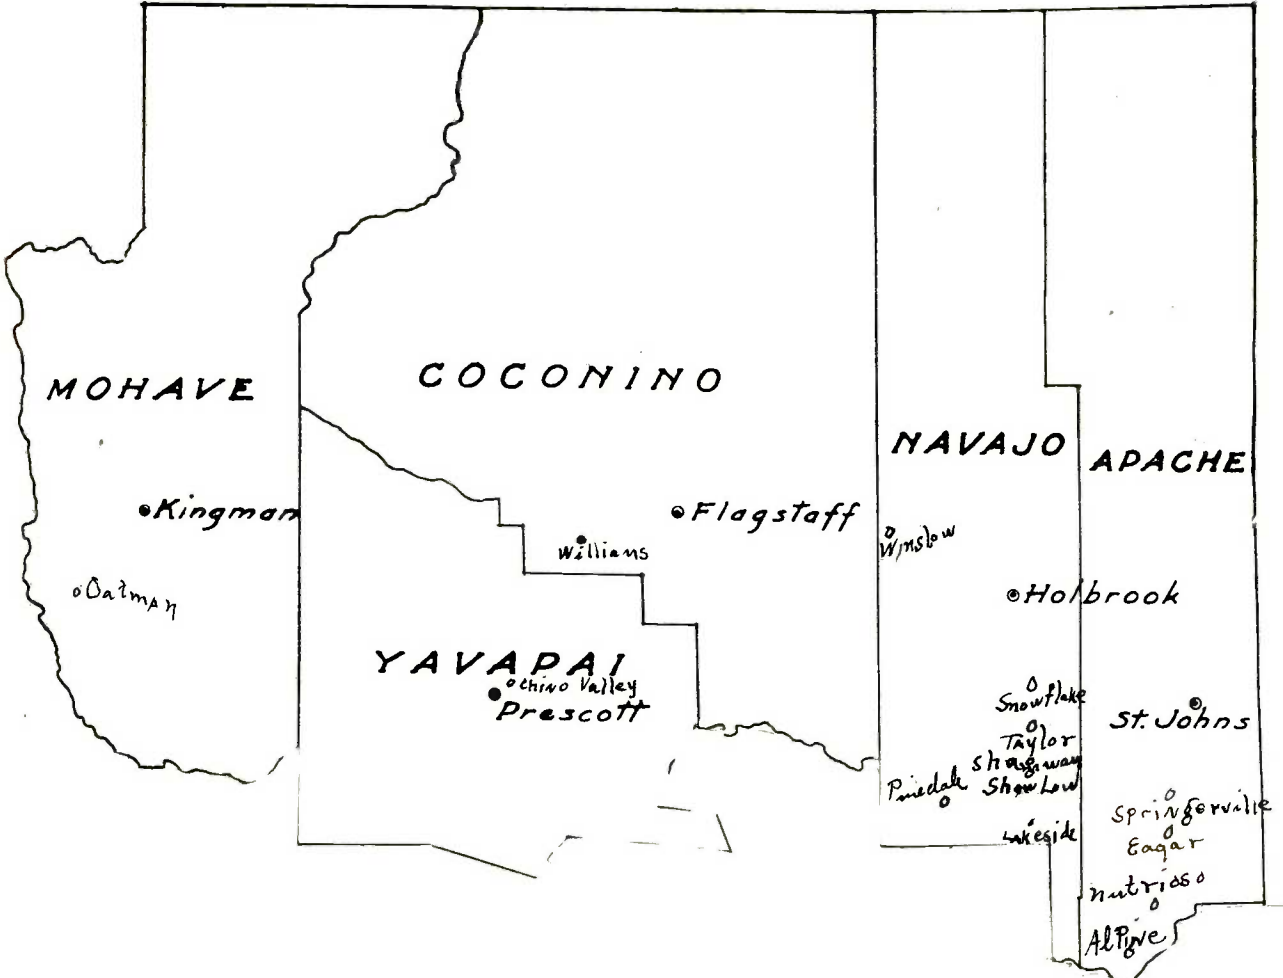 MOHAVE
COCONINO
NAVAJO
APACHE
Kingman
Flagstaff
Winslow
Williams
Oatman
Holbrook
YAVAPAI
Chino Valley
Prescott
Snowflake
St. Johns
Taylor
Shumway
Pinedale
Show Low
Springerville
Lakeside
Eagar
Nutrioso
Alpine